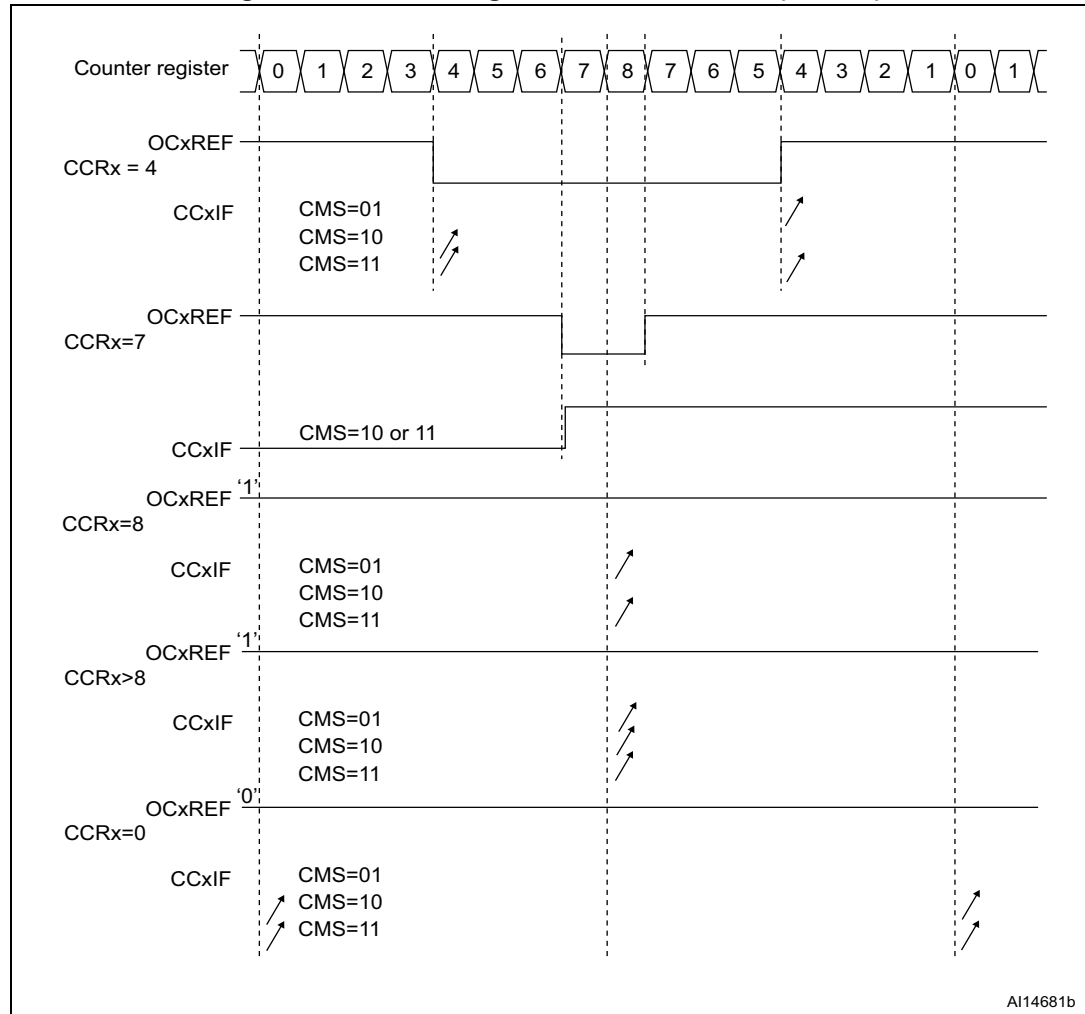 Counter register 0 1 2 3 4 5 6 7 8 7 6 5 4 3 2 1 0 1
OCxREF
CCRx = 4
CCxIF CMS=01
CMS=10
CMS=11
OCxREF
CCRx=7
CMS=10 or 11
CCxIF
OCxREF '1'
CCRx=8
CCxIF CMS=01
CMS=10
CMS=11
OCxREF '1'
CCRx>8
CCxIF CMS=01
CMS=10
CMS=11
OCxREF '0'
CCRx=0
CCxIF CMS=01
CMS=10
CMS=11
AI14681b